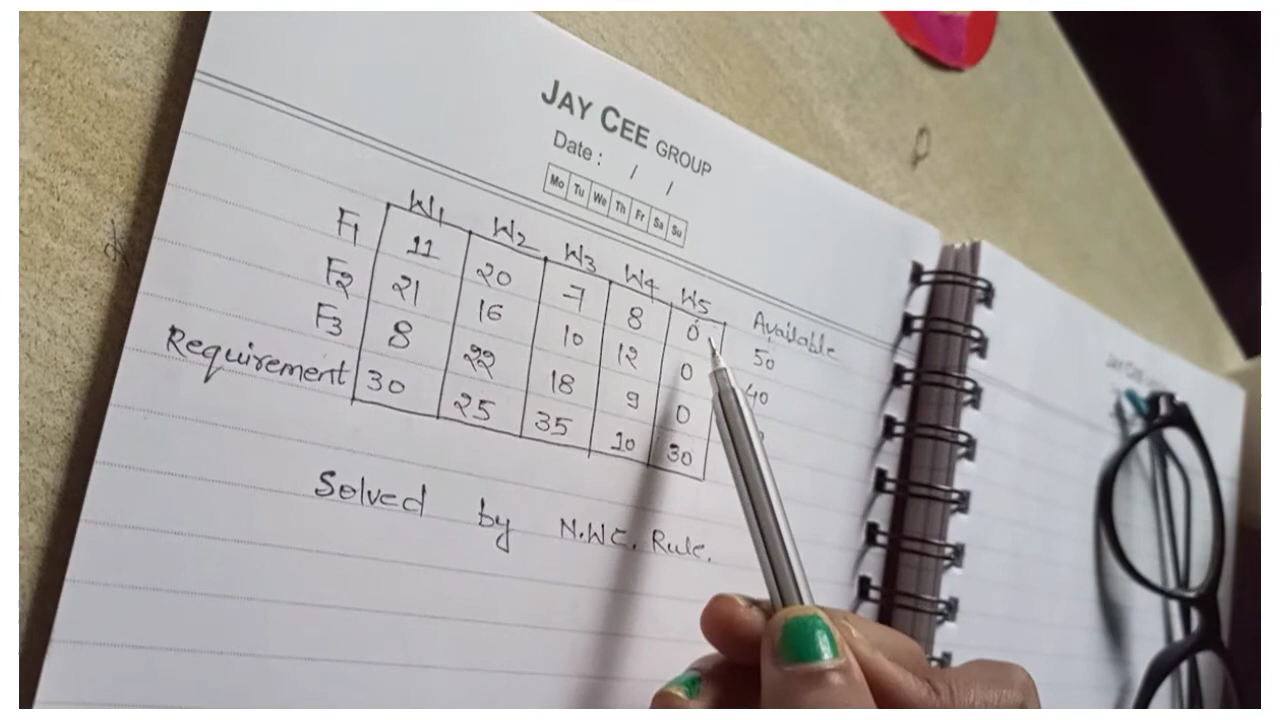 JAY CEE GROUP
Date : / /
Mo Tu We Th Fr Sa Su
W1 W2 W3 W4 W5 Available
F1 11 20 7 8 0 50
F2 21 16 10 12 0 40
F3 8 22 18 9 0
Requirement 30 25 35 10 30
Solved by N.W.C. Rule.